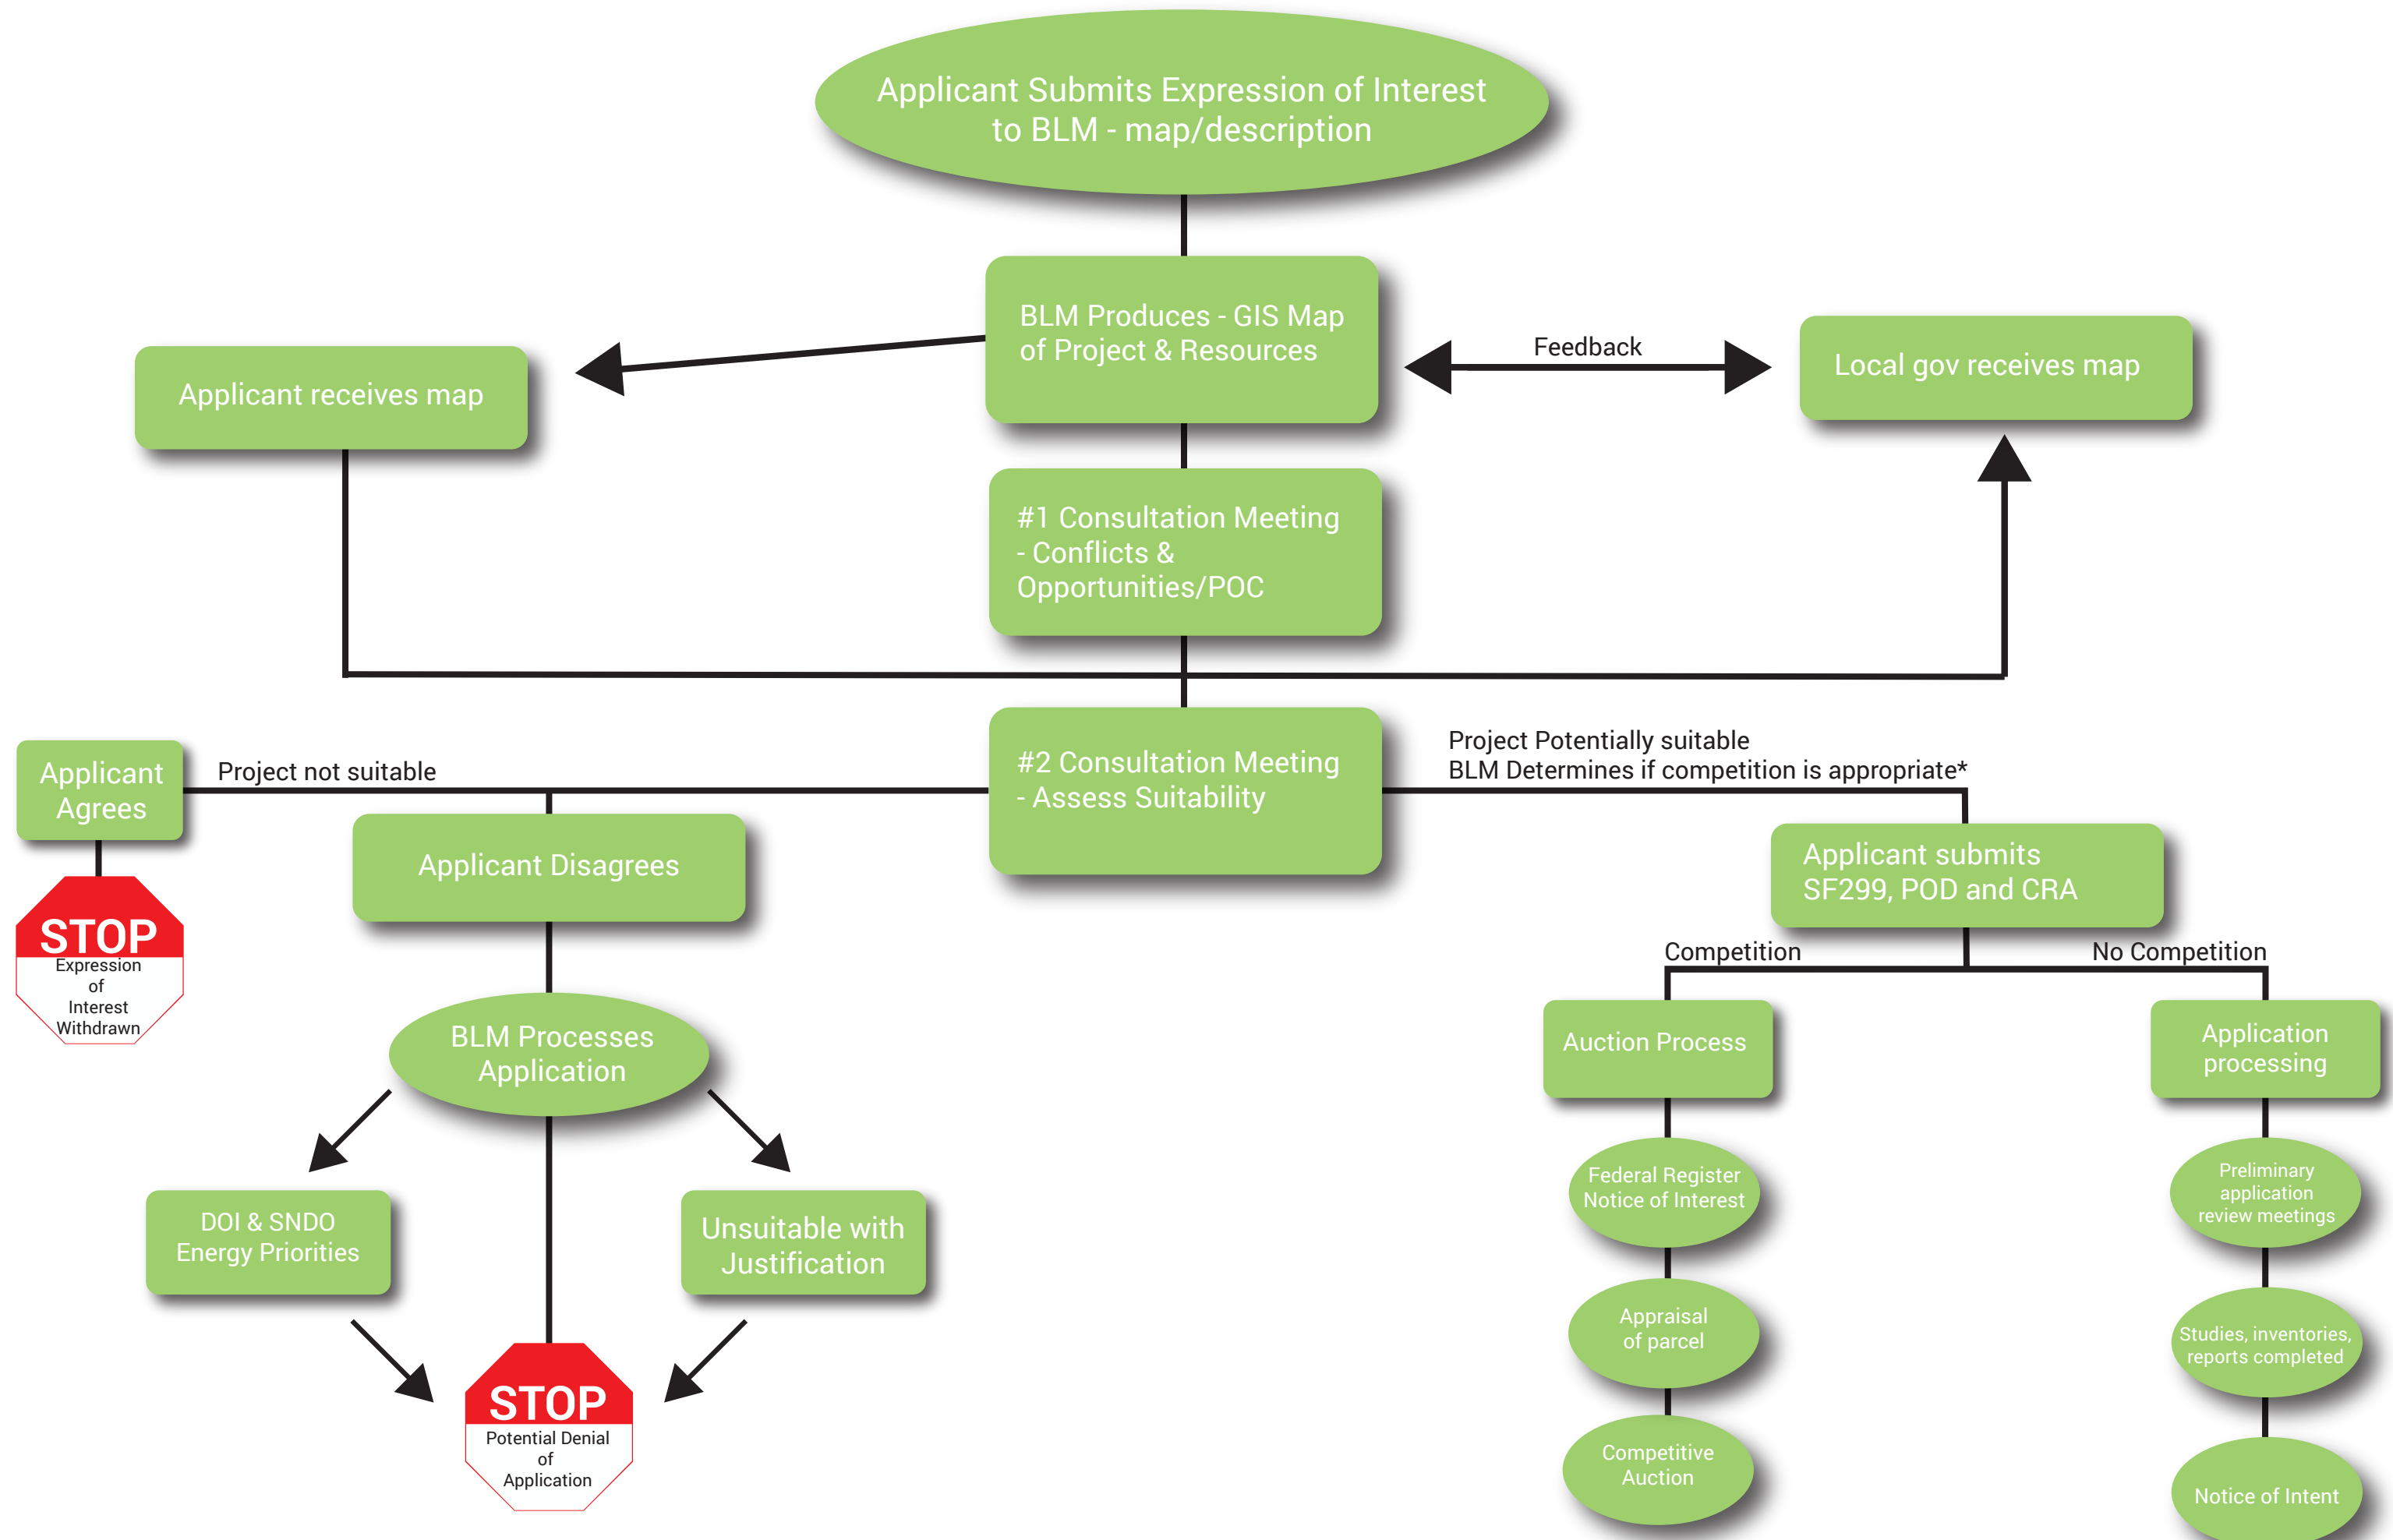 Applicant Submits Expression of Interest
to BLM - map/description
BLM Produces - GIS Map
of Project & Resources
Feedback
Local gov receives map
Applicant receives map
#1 Consultation Meeting
- Conflicts &
Opportunities/POC
#2 Consultation Meeting
- Assess Suitability
Project not suitable
Applicant
Agrees
STOP
Expression
of
Interest
Withdrawn
Applicant Disagrees
BLM Processes
Application
DOI & SNDO
Energy Priorities
Unsuitable with
Justification
STOP
Potential Denial
of
Application
Project Potentially suitable
BLM Determines if competition is appropriate*
Applicant submits
SF299, POD and CRA
Competition
No Competition
Auction Process
Federal Register
Notice of Interest
Appraisal
of parcel
Competitive
Auction
Application
processing
Preliminary
application
review meetings
Studies, inventories,
reports completed
Notice of Intent